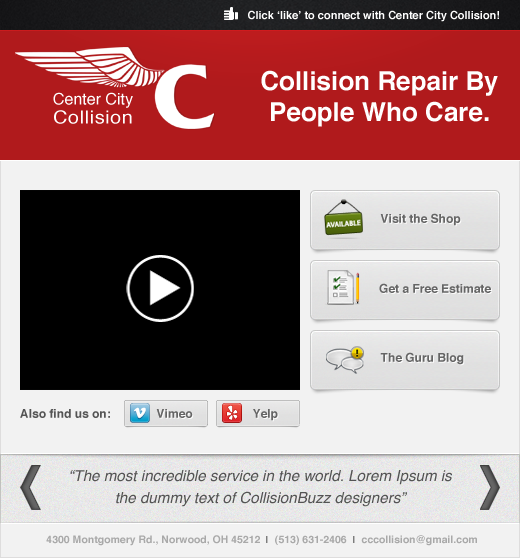 Click ‘like’ to connect with Center City Collision!
Center City
Collision
C
Collision Repair By
People Who Care.
AVAILABLE
Visit the Shop
Get a Free Estimate
The Guru Blog
Also find us on:
Vimeo
Yelp
“The most incredible service in the world. Lorem Ipsum is
the dummy text of CollisionBuzz designers”
4300 Montgomery Rd., Norwood, OH 45212 I (513) 631-2406 I cccollision@gmail.com